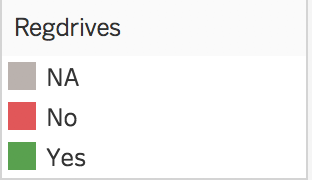 Regdrives
NA
No
Yes